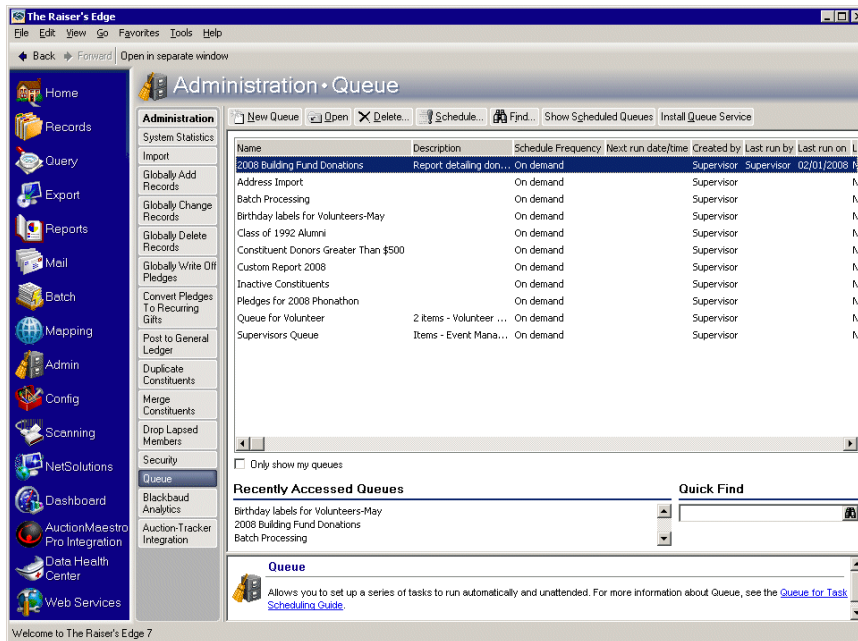 The Raiser's Edge
File Edit View Go Favorites Tools Help
Back Forward Open in separate window
Administration • Queue
Home
Records
Query
Export
Reports
Mail
Batch
Mapping
Admin
Config
Scanning
NetSolutions
Dashboard
AuctionMaestro
Pro Integration
Data Health
Center
Web Services
Administration
System Statistics
Import
Globally Add
Records
Globally Change
Records
Globally Delete
Records
Globally Write Off
Pledges
Convert Pledges
To Recurring
Gifts
Post to General
Ledger
Duplicate
Constituents
Merge
Constituents
Drop Lapsed
Members
Security
Queue
Blackbaud
Analytics
Auction-Tracker
Integration
New Queue Open Delete... Schedule... Find... Show Scheduled Queues Install Queue Service
Name Description Schedule Frequency Next run date/time Created by Last run by Last run on L
2008 Building Fund Donations Report detailing don... On demand Supervisor Supervisor 02/01/2008 N
Address Import On demand Supervisor N
Batch Processing On demand Supervisor N
Birthday labels for Volunteers-May On demand Supervisor N
Class of 1992 Alumni On demand Supervisor N
Constituent Donors Greater Than $500 On demand Supervisor N
Custom Report 2008 On demand Supervisor N
Inactive Constituents On demand Supervisor N
Pledges for 2008 Phonathon On demand Supervisor N
Queue for Volunteer 2 items - Volunteer ... On demand Supervisor N
Supervisors Queue Items - Event Mana... On demand Supervisor N
Only show my queues
Recently Accessed Queues
Birthday labels for Volunteers-May
2008 Building Fund Donations
Batch Processing
Quick Find
Queue
Allows you to set up a series of tasks to run automatically and unattended. For more information about Queue, see the Queue for Task
Scheduling Guide.
Welcome to The Raiser's Edge 7